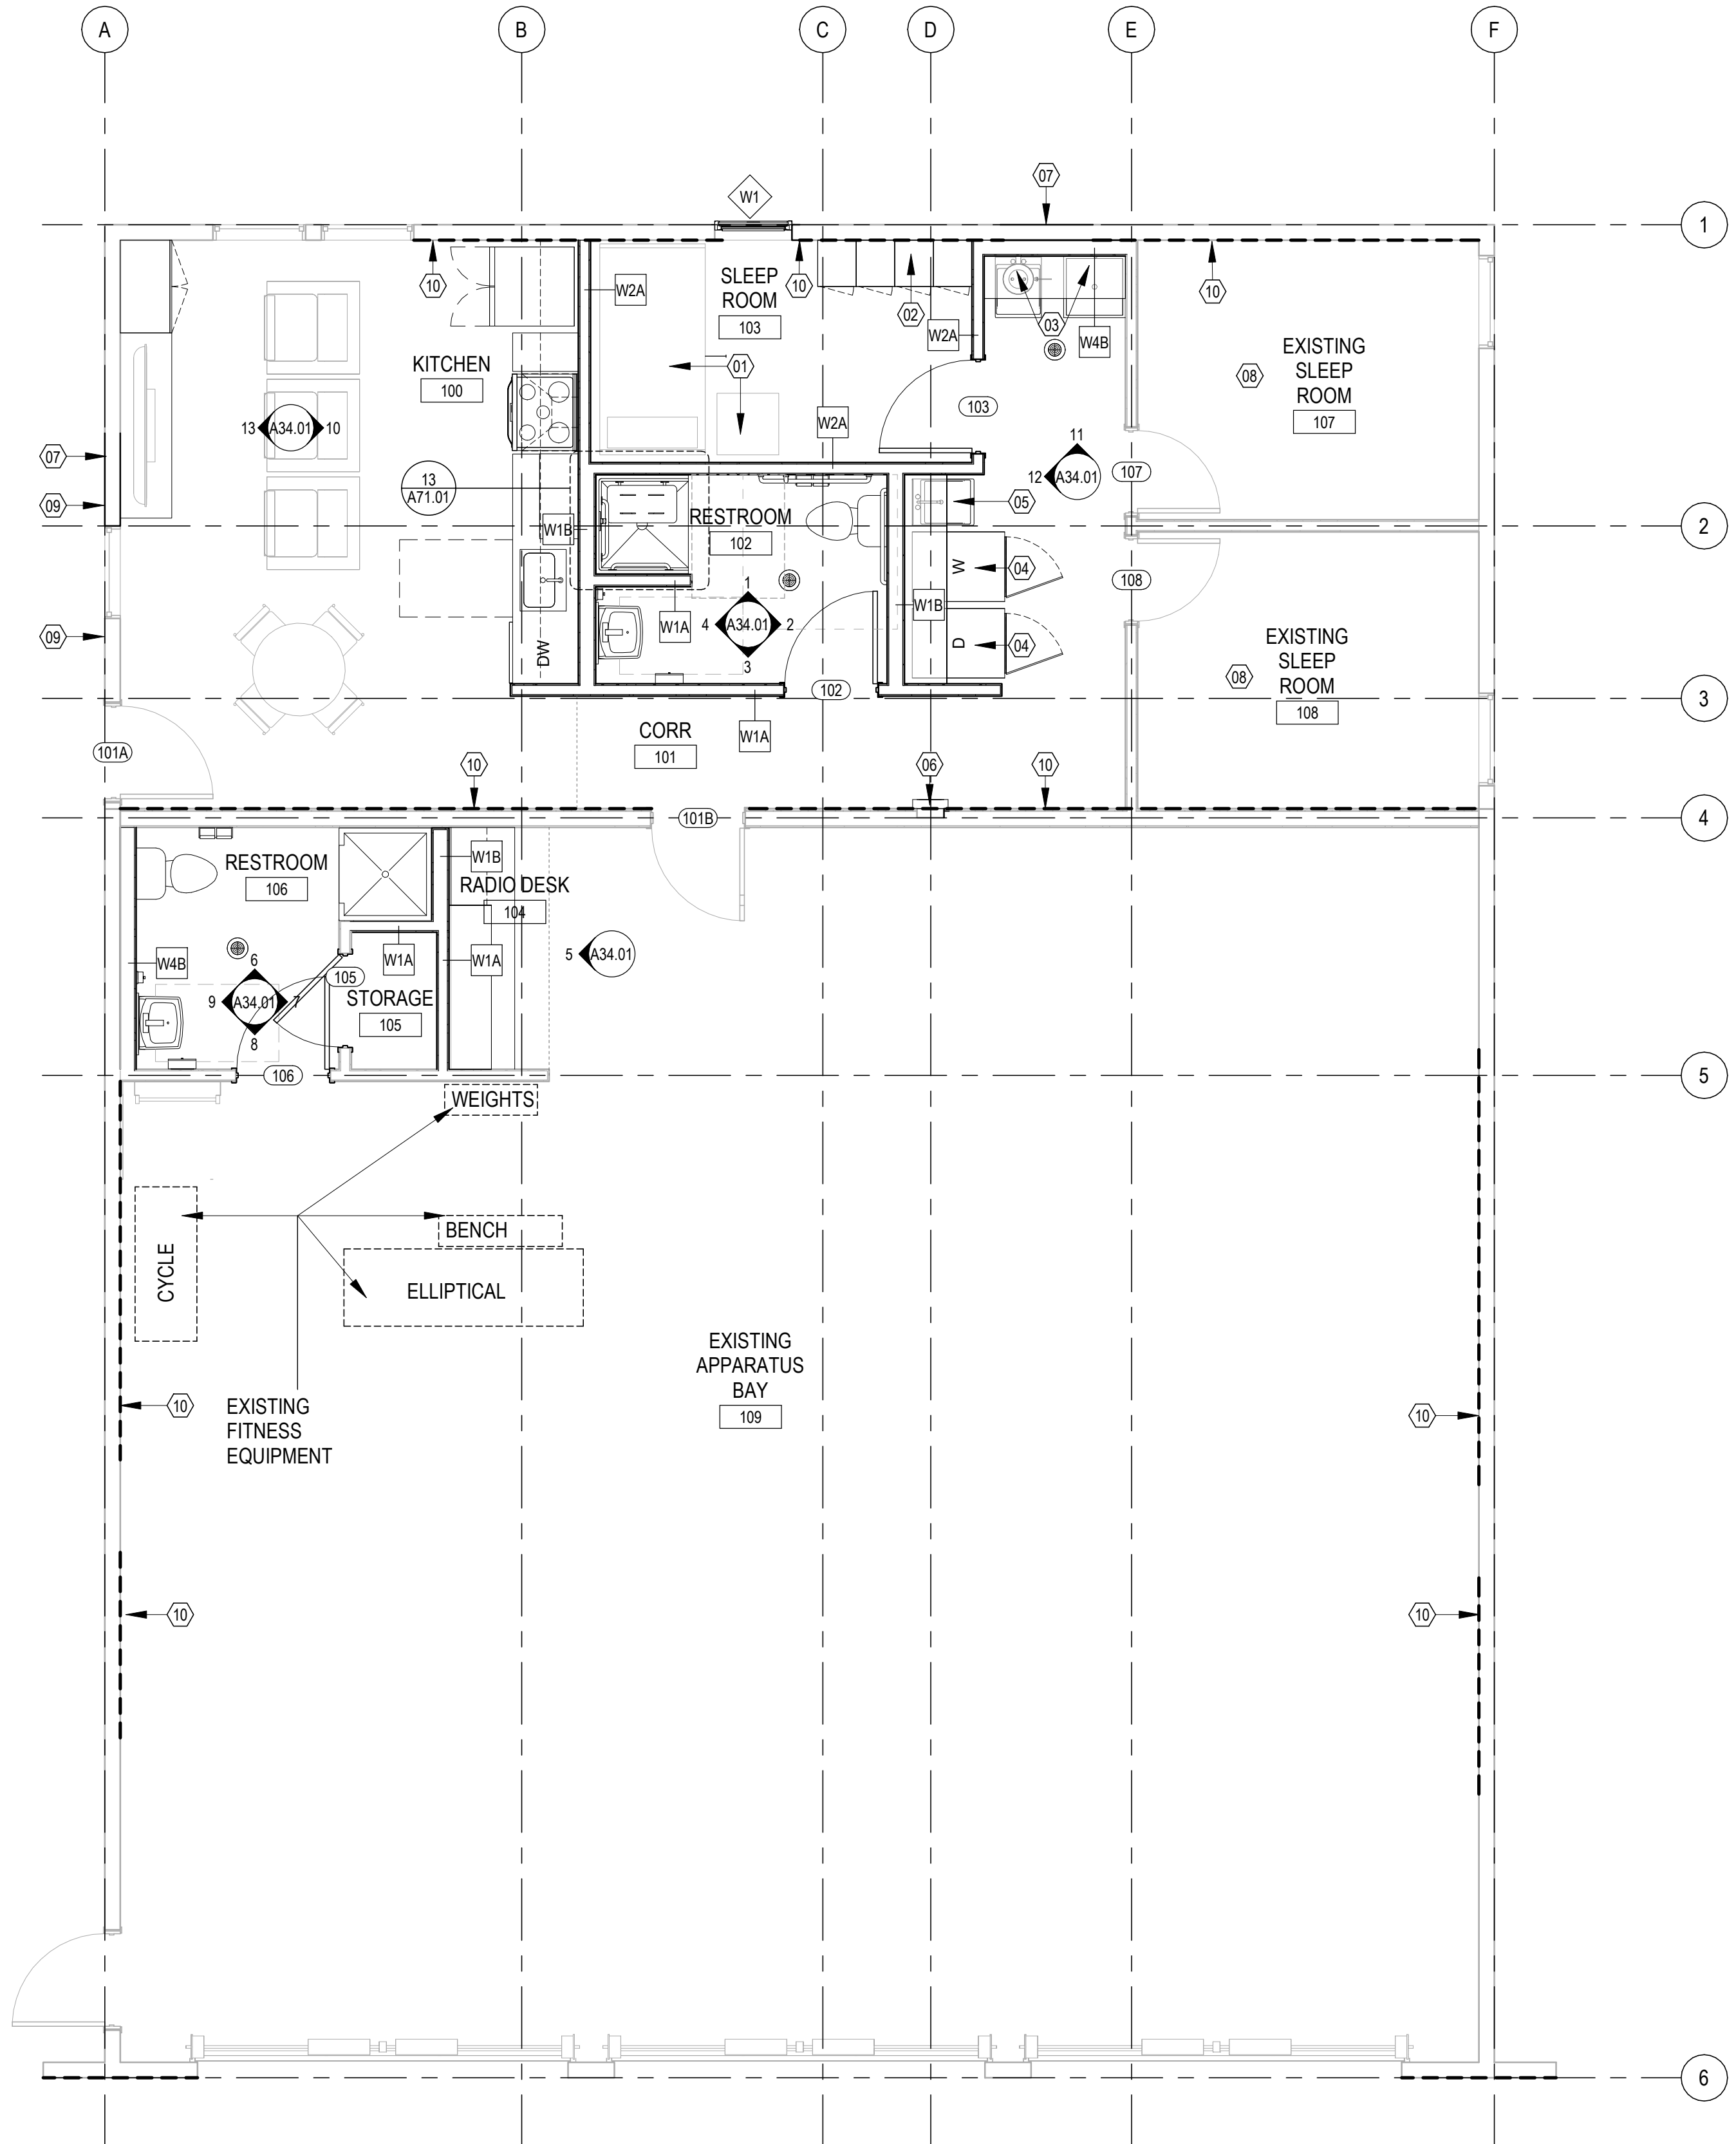 A B C D E F
07
W1
1
10
10
10
W2A
SLEEP
ROOM
103
02
03
W2A
W4B
KITCHEN
100
01
EXISTING
SLEEP
ROOM
107
08
103
13 A34.01 10
W2A
07
11
12 A34.01
107
13
A71.01
09
05
RESTROOM
102
W1B
2
W
04
108
1
4 A34.01 2
3
W1A
W1B
09
DW
D
04
EXISTING
SLEEP
ROOM
108
08
102
3
CORR
101
W1A
101A
10
06
10
101B
4
RESTROOM
106
W1B
RADIO DESK
104
W4B
W1A
W1A
5 A34.01
6
9 A34.01 7
8
105
STORAGE
105
106
5
WEIGHTS
BENCH
CYCLE
ELLIPTICAL
EXISTING
APPARATUS
BAY
109
10
EXISTING
FITNESS
EQUIPMENT
10
10
10
6